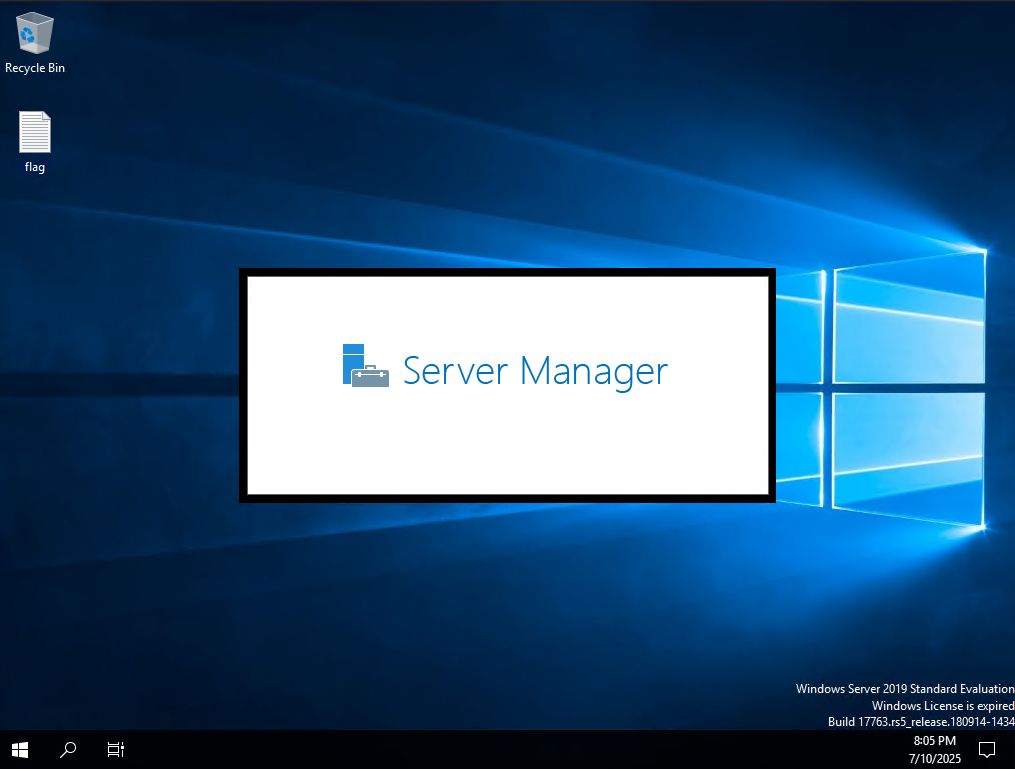 Recycle Bin
flag
Server Manager
Windows Server 2019 Standard Evaluation
Windows License is expired
Build 17763.rs5_release.180914-1434
8:05 PM
7/10/2025